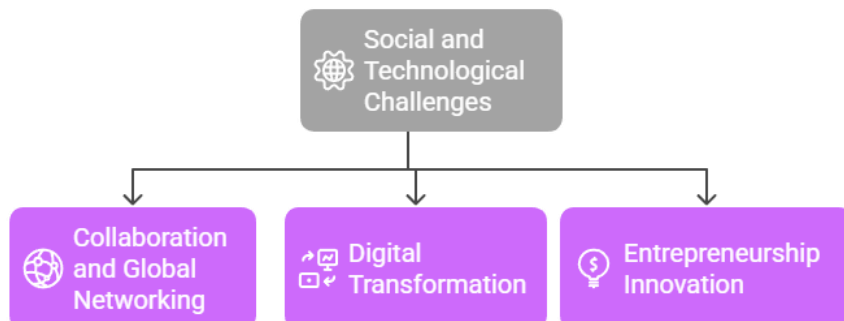 Social and
Technological
Challenges
Collaboration
and Global
Networking
Digital
Transformation
Entrepreneurship
Innovation